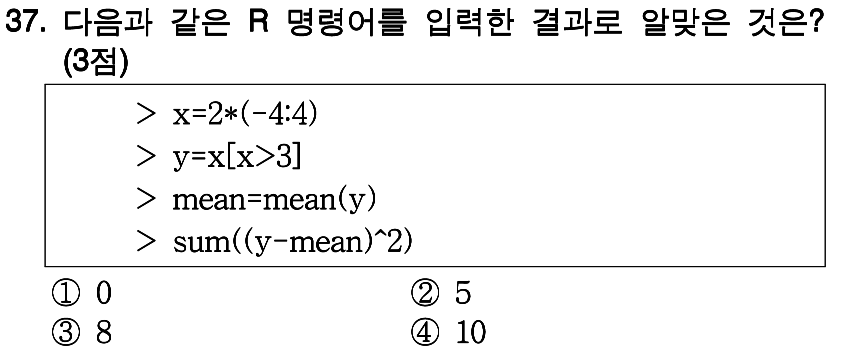 37. 다음과 같은 R 명령어를 입력한 결과로 알맞은 것은?
(3점)
> x=2*(-4:4)
> y=x[x>3]
> mean=mean(y)
> sum((y-mean)^2)
① 0 ② 5
③ 8 ④ 10